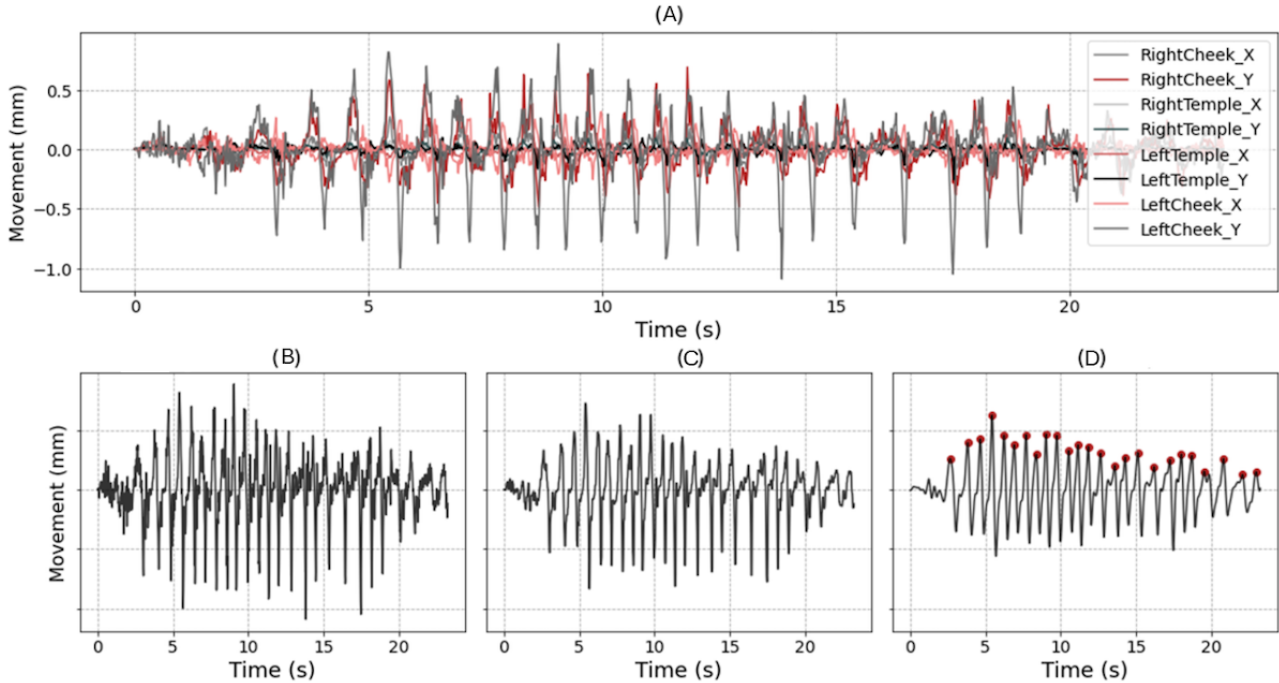 (A)
Movement (mm)
0.5
0.0
−0.5
−1.0
RightCheek_X
RightCheek_Y
RightTemple_X
RightTemple_Y
LeftTemple_X
LeftTemple_Y
LeftCheek_X
LeftCheek_Y
0 5 10 15 20
Time (s)
(B) (C) (D)
Movement (mm)
0 5 10 15 20 0 5 10 15 20 0 5 10 15 20
Time (s) Time (s) Time (s)